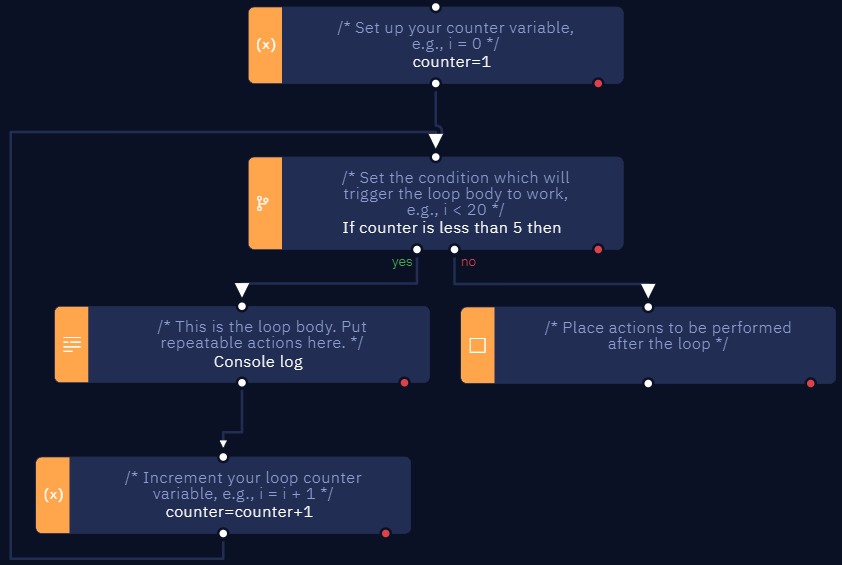 (x)
/* Set up your counter variable,
e.g., i = 0 */
counter=1
/* Set the condition which will
trigger the loop body to work,
e.g., i < 20 */
If counter is less than 5 then
yes
no
/* This is the loop body. Put
repeatable actions here. */
Console log
/* Place actions to be performed
after the loop */
(x)
/* Increment your loop counter
variable, e.g., i = i + 1 */
counter=counter+1